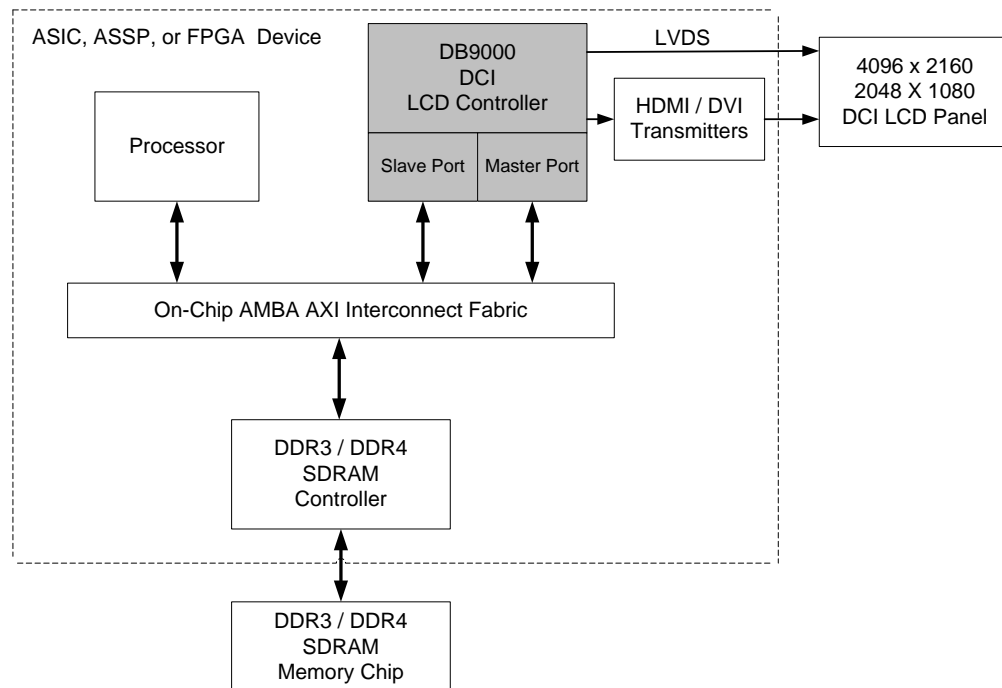 ASIC, ASSP, or FPGA Device
DB9000
DCI
LCD Controller
LVDS
4096 x 2160
2048 X 1080
DCI LCD Panel
HDMI / DVI
Transmitters
Processor
Slave Port
Master Port
On-Chip AMBA AXI Interconnect Fabric
DDR3 / DDR4
SDRAM
Controller
DDR3 / DDR4
SDRAM
Memory Chip